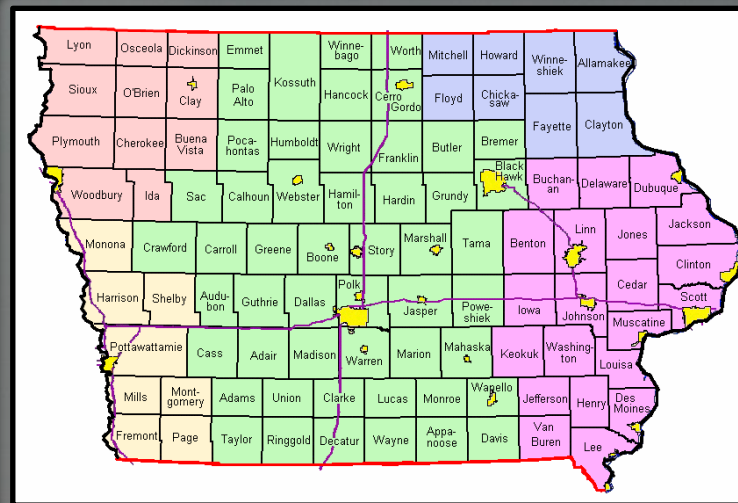 Lyon
Osceola
Dickinson
Emmet
Kossuth
Winne-
bago
Worth
Mitchell
Howard
Winne-
shiek
Allamakee
Sioux
O'Brien
Clay
Palo
Alto
Hancock
Cerro
Gordo
Floyd
Chicka-
saw
Fayette
Clayton
Plymouth
Cherokee
Buena
Vista
Poca-
hontas
Humboldt
Wright
Franklin
Butler
Bremer
Woodbury
Ida
Sac
Calhoun
Webster
Hamil-
ton
Hardin
Grundy
Black
Hawk
Buchan-
an
Delaware
Dubuque
Monona
Crawford
Carroll
Greene
Boone
Story
Marshall
Tama
Benton
Linn
Jones
Jackson
Clinton
Harrison
Shelby
Audu-
bon
Guthrie
Dallas
Polk
Jasper
Powe-
shiek
Iowa
Johnson
Cedar
Scott
Muscatine
Pottawattamie
Cass
Adair
Madison
Warren
Marion
Mahaska
Keokuk
Washing-
ton
Louisa
Mills
Mont-
gomery
Adams
Union
Clarke
Lucas
Monroe
Wapello
Jefferson
Henry
Des
Moines
Fremont
Page
Taylor
Ringgold
Decatur
Wayne
Appa-
noose
Davis
Van
Buren
Lee